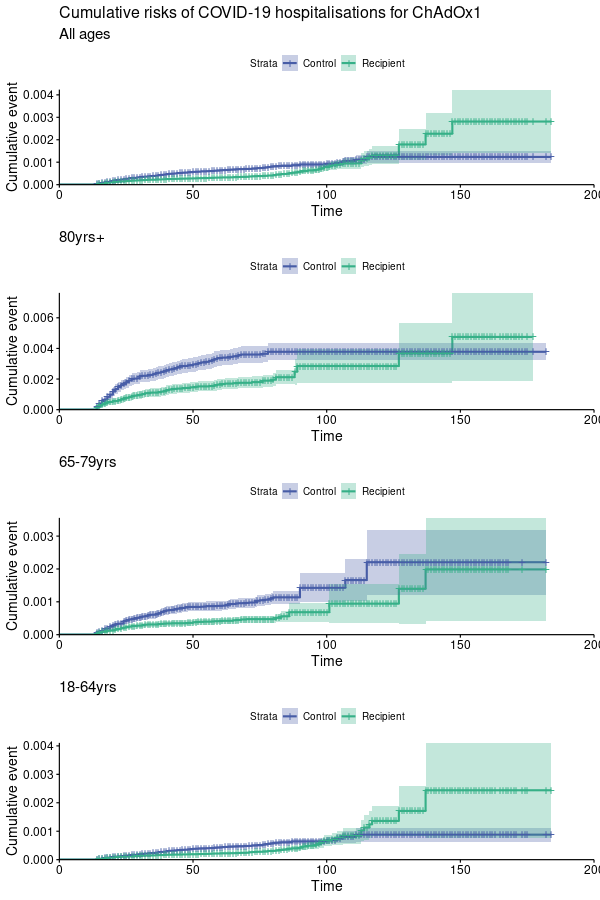 Cumulative risks of COVID-19 hospitalisations for ChAdOx1
All ages
Strata Control Recipient
Cumulative event
0.004
0.003
0.002
0.001
0.000
0 50 100 150 200
Time
80yrs+
Strata Control Recipient
Cumulative event
0.006
0.004
0.002
0.000
0 50 100 150 200
Time
65-79yrs
Strata Control Recipient
Cumulative event
0.003
0.002
0.001
0.000
0 50 100 150 200
Time
18-64yrs
Strata Control Recipient
Cumulative event
0.004
0.003
0.002
0.001
0.000
0 50 100 150 200
Time